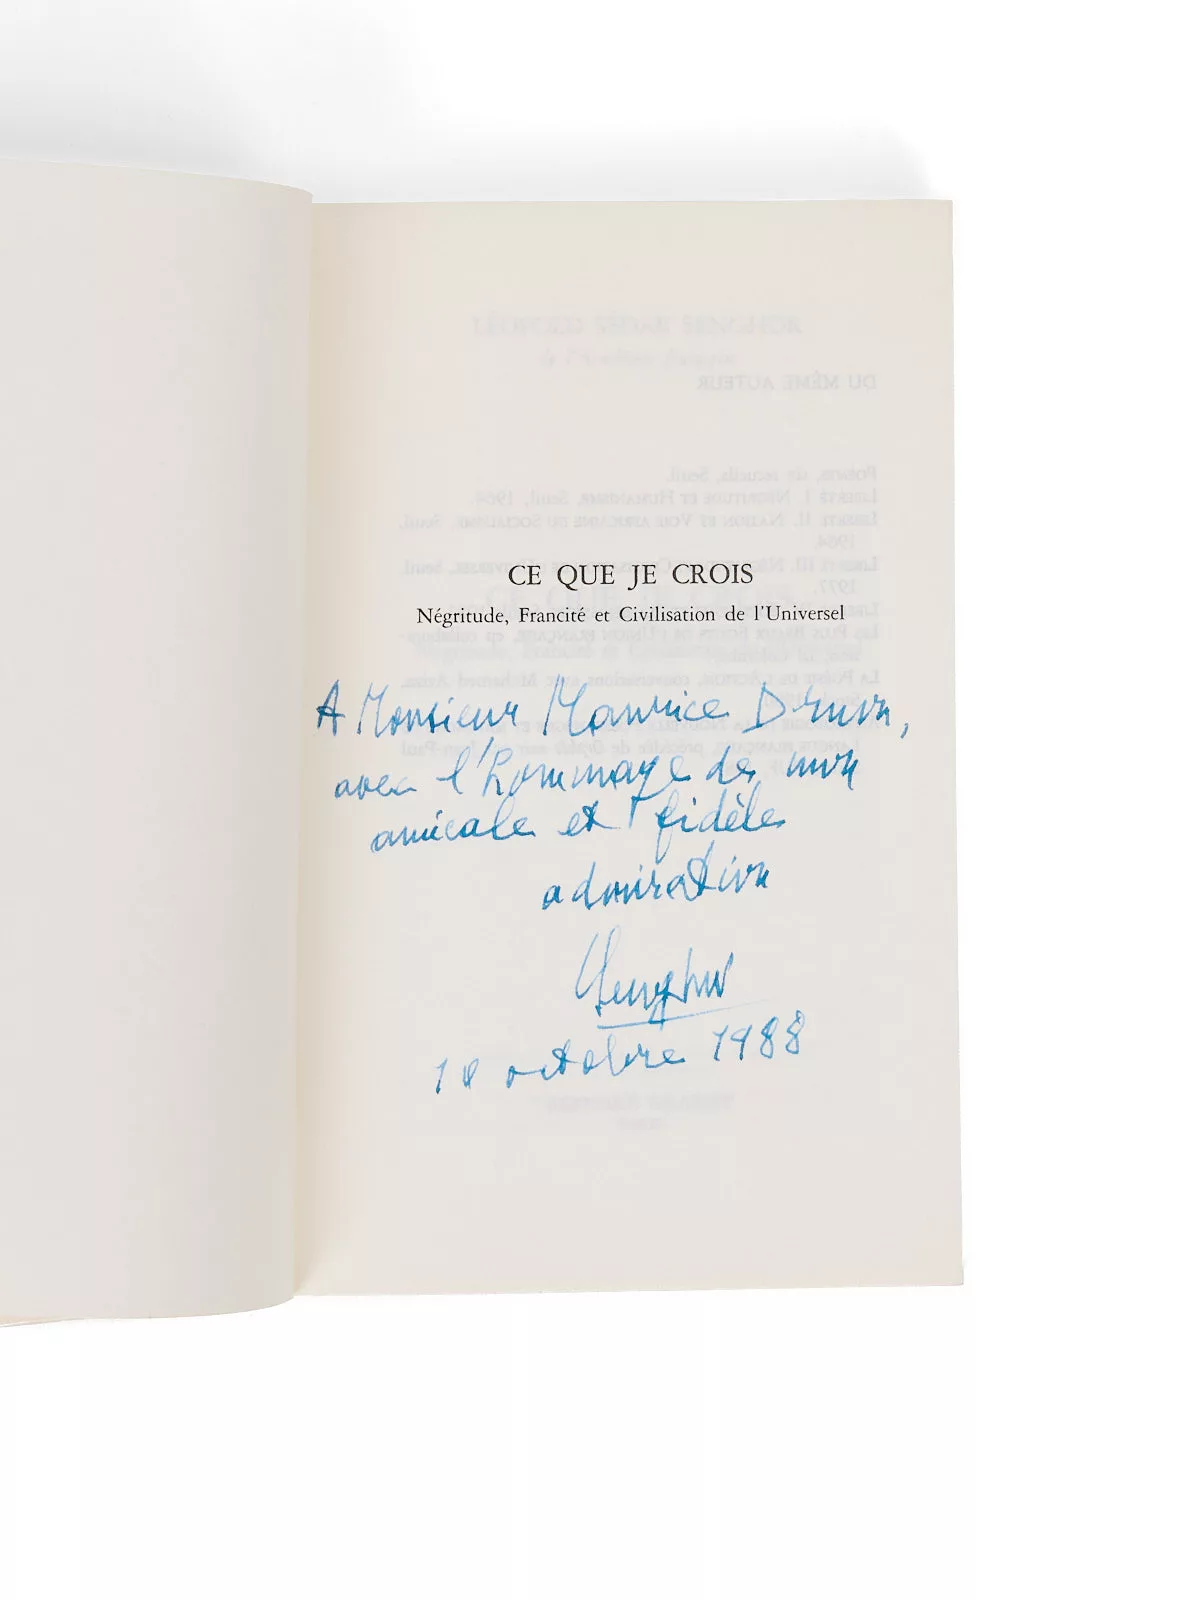 CE QUE JE CROIS
Négritude, Francité et Civilisation de l'Universel
A Monsieur Maurice Druon,
avec l'hommage de mon
amicale et fidèle
admiration
Senghor
10 octobre 1988